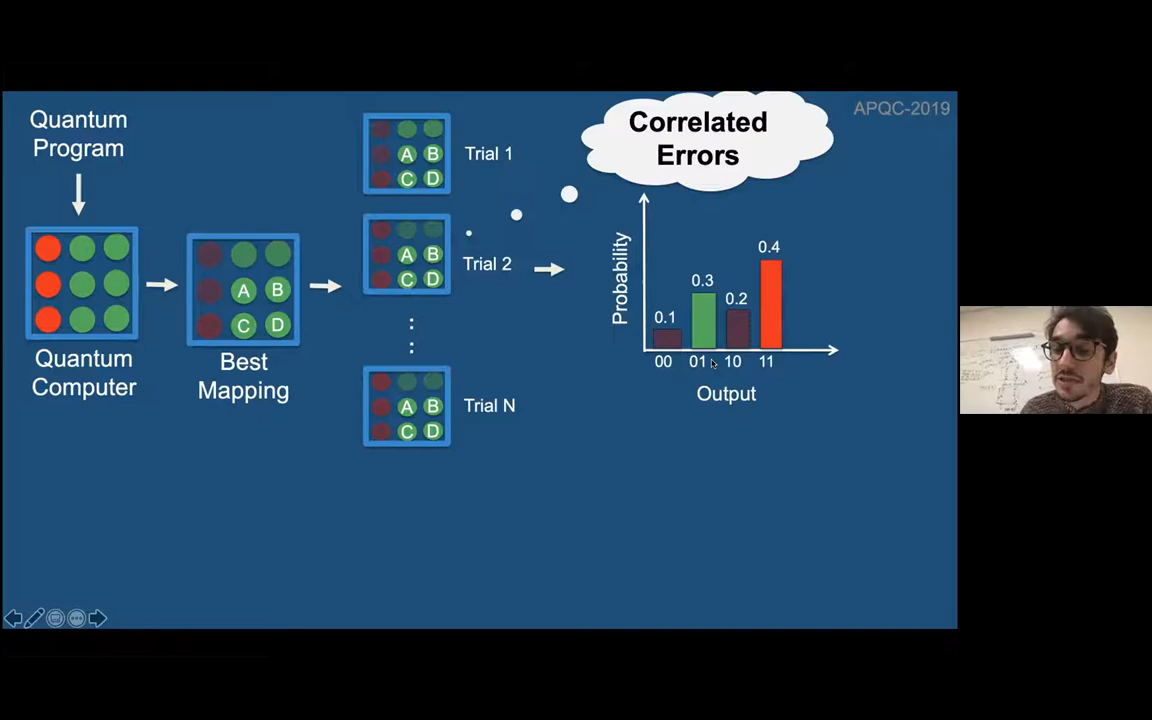 APQC-2019
Quantum
Program
Quantum
Computer
A B
C D
Best
Mapping
A B
C D
Trial 1
A B
C D
Trial 2
A B
C D
Trial N
Correlated
Errors
Probability
0.1
0.3
0.2
0.4
00 01 10 11
Output